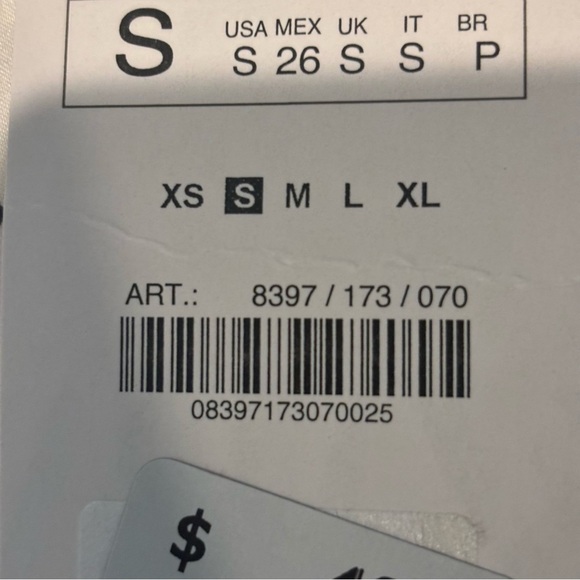 S
USA MEX UK IT BR
S 26 S S P
XS S M L XL
ART.: 8397 / 173 / 070
08397173070025
$